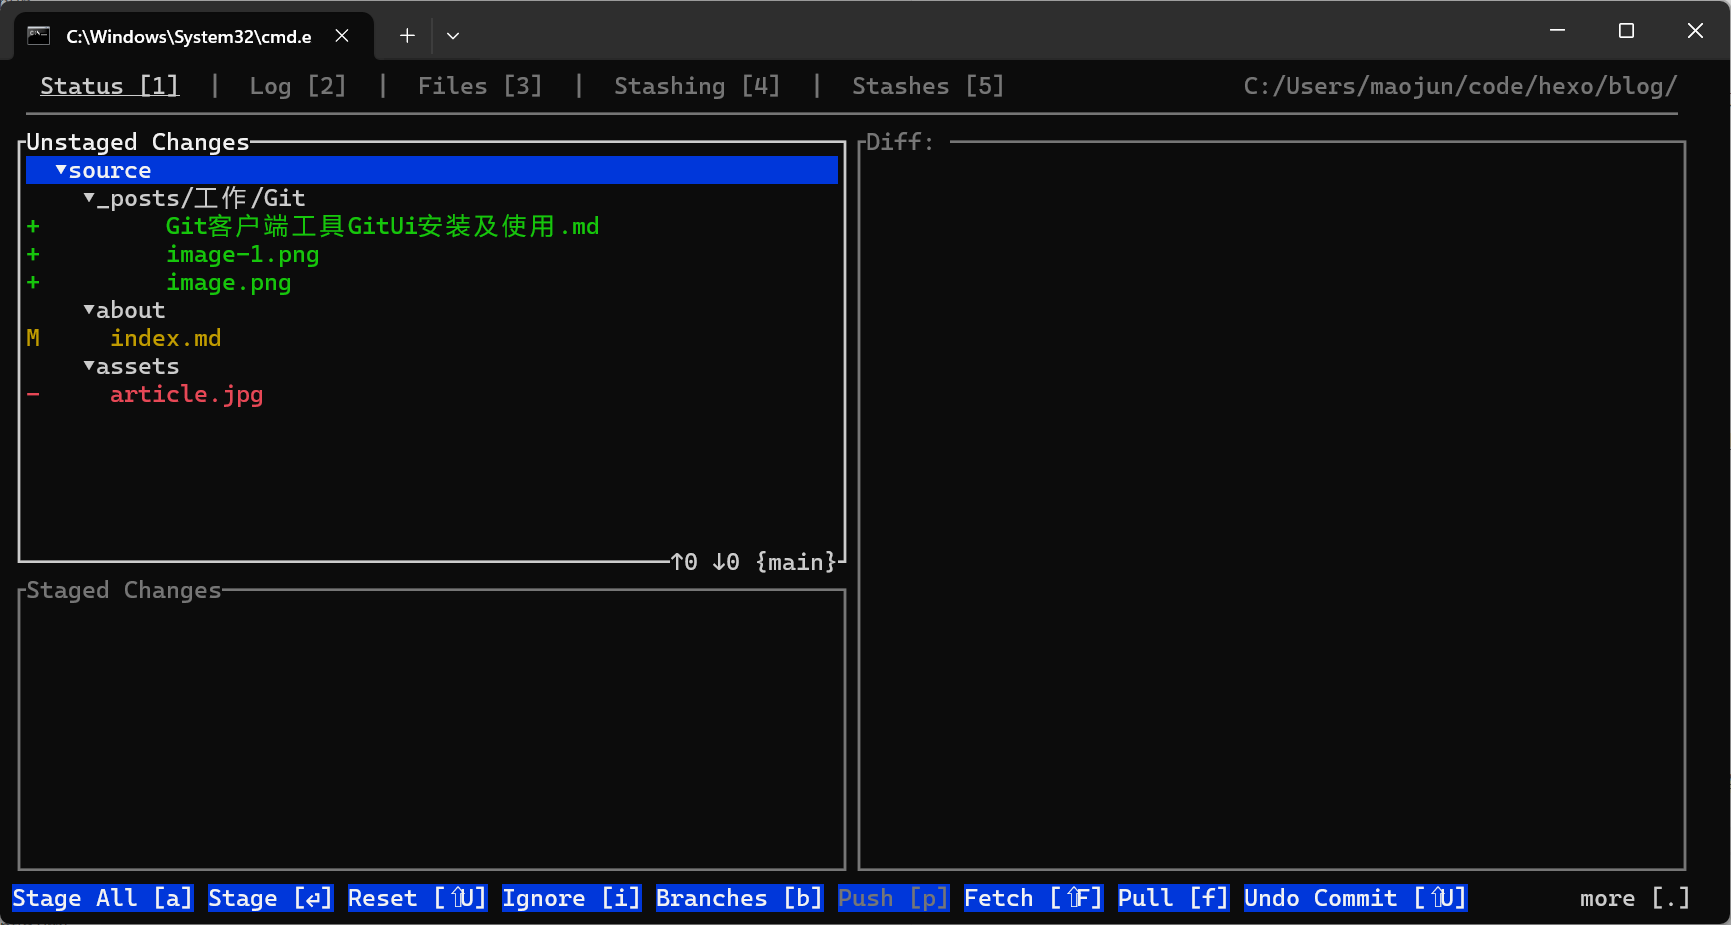 C:\Windows\System32\cmd.e
Status [1] | Log [2] | Files [3] | Stashing [4] | Stashes [5] C:/Users/maojun/code/hexo/blog/
Unstaged Changes
▾source
▾_posts/工作/Git
+ Git客户端工具GitUi安装及使用.md
+ image-1.png
+ image.png
▾about
M index.md
▾assets
- article.jpg
↑0 ↓0 {main}
Staged Changes
Diff:
Stage All [a] Stage [⏎] Reset [⇧U] Ignore [i] Branches [b] Push [p] Fetch [⇧F] Pull [f] Undo Commit [⇧U] more [.]